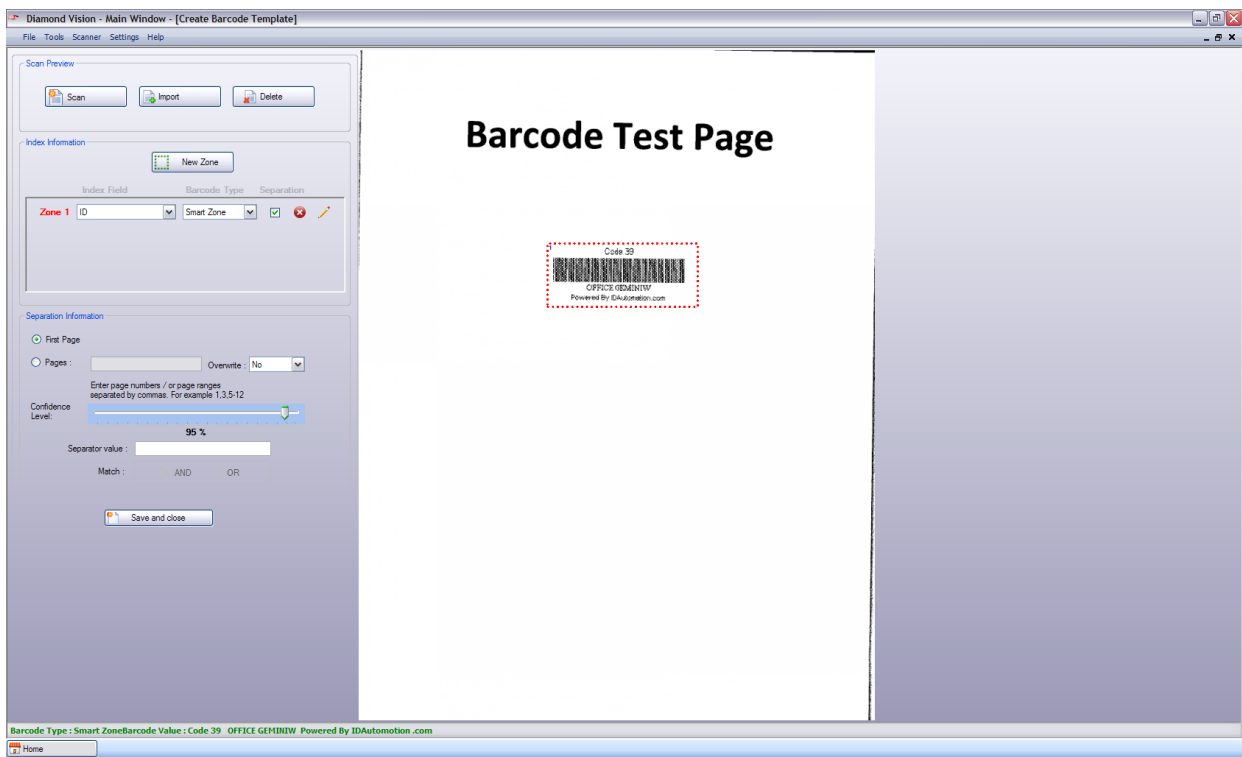 Diamond Vision - Main Window - [Create Barcode Template]
File Tools Scanner Settings Help
Scan Preview
Scan Import Delete
Index Information
New Zone
Index Field Barcode Type Separation
Zone 1 ID Smart Zone
Separation Information
First Page
Pages : Overwrite : No
Enter page numbers / or page ranges
separated by commas. For example 1,3,5-12
Confidence
Level:
95 %
Separator value :
Match : AND OR
Save and close
Barcode Test Page
Code 39
OFFICE GEMINIW
Powered By IDAutomation.com
Barcode Type : Smart ZoneBarcode Value : Code 39 OFFICE GEMINIW Powered By IDAutomotion .com
Home